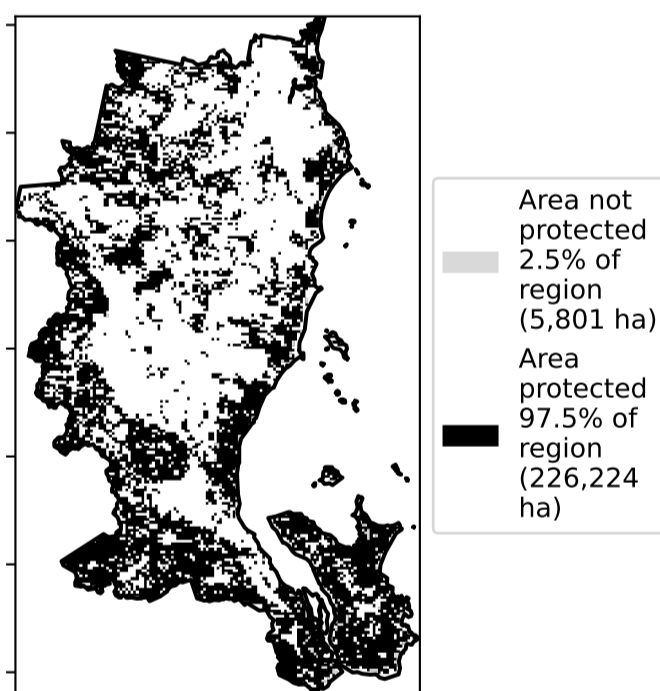 Area not
protected
2.5% of
region
(5,801 ha)
Area
protected
97.5% of
region
(226,224
ha)